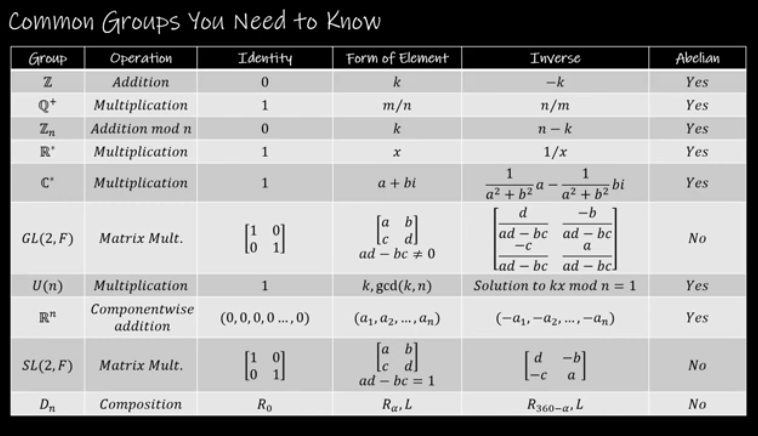 Common Groups You Need to Know
Group Operation Identity Form of Element Inverse Abelian
ℤ Addition 0 k −k Yes
ℚ⁺ Multiplication 1 m/n n/m Yes
ℤₙ Addition mod n 0 k n − k Yes
ℝ* Multiplication 1 x 1/x Yes
ℂ* Multiplication 1 a + bi 1/(a² + b²) a − 1/(a² + b²) bi Yes
GL(2, F) Matrix Mult. [1 0; 0 1] [a b; c d] ad − bc ≠ 0 [d/(ad − bc) −b/(ad − bc); −c/(ad − bc) a/(ad − bc)] No
U(n) Multiplication 1 k, gcd(k, n) Solution to kx mod n = 1 Yes
ℝⁿ Componentwise addition (0, 0, 0, 0 …, 0) (a₁, a₂, …, aₙ) (−a₁, −a₂, …, −aₙ) Yes
SL(2, F) Matrix Mult. [1 0; 0 1] [a b; c d] ad − bc = 1 [d −b; −c a] No
Dₙ Composition R₀ R_α, L R_360−α, L No